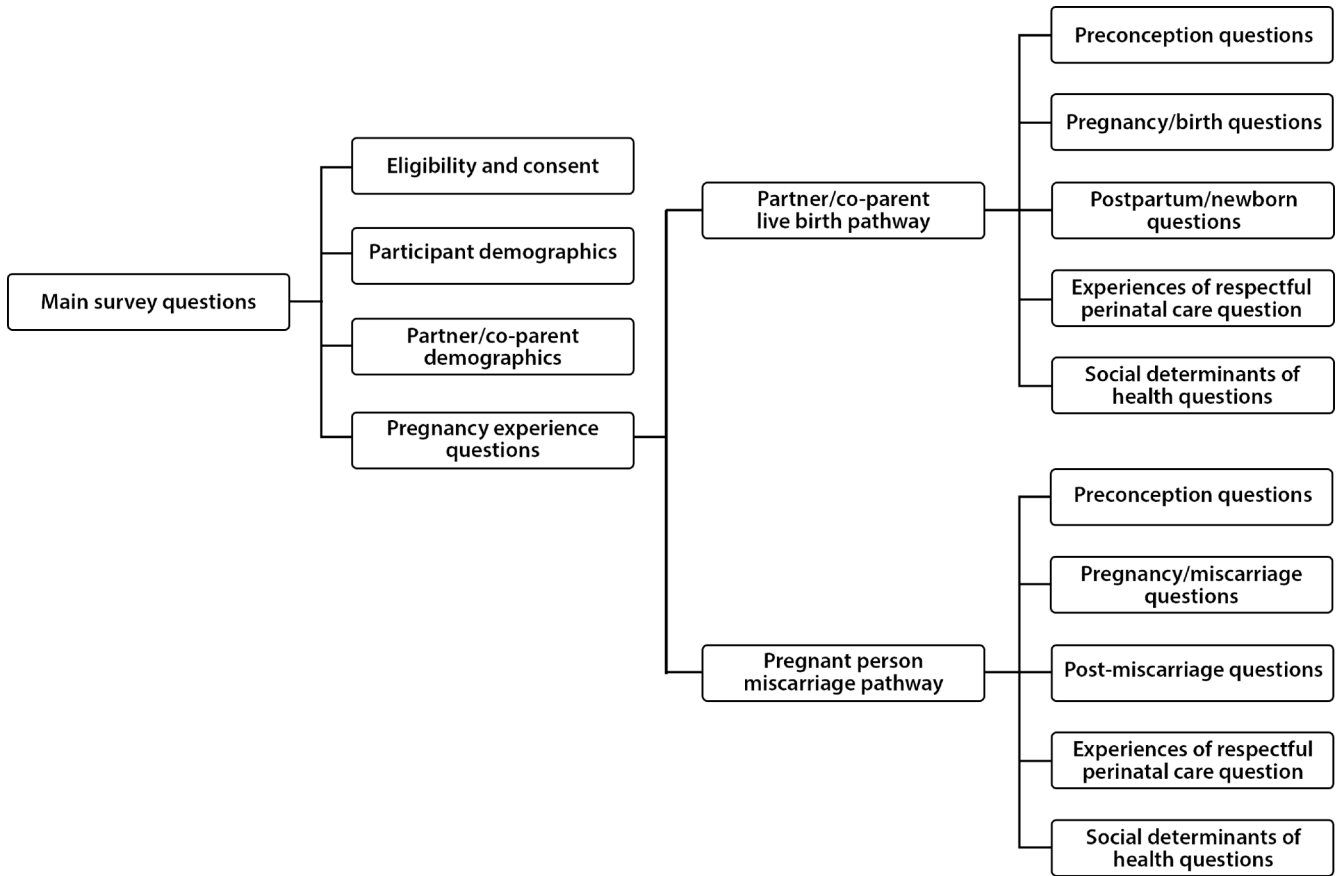 Main survey questions
Eligibility and consent
Participant demographics
Partner/co-parent
demographics
Pregnancy experience
questions
Partner/co-parent
live birth pathway
Preconception questions
Pregnancy/birth questions
Postpartum/newborn
questions
Experiences of respectful
perinatal care question
Social determinants of
health questions
Pregnant person
miscarriage pathway
Preconception questions
Pregnancy/miscarriage
questions
Post-miscarriage questions
Experiences of respectful
perinatal care question
Social determinants of
health questions